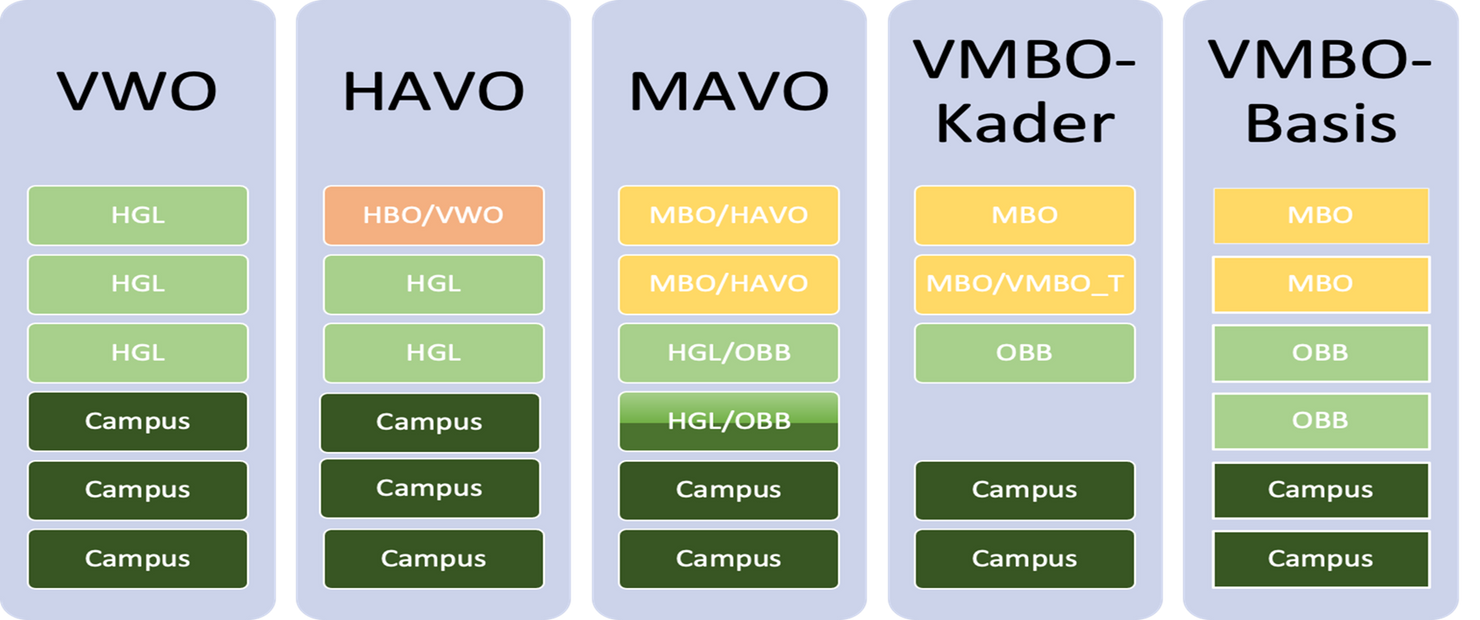 VWO
HGL
HGL
HGL
Campus
Campus
Campus
HAVO
HBO/VWO
HGL
HGL
Campus
Campus
Campus
MAVO
MBO/HAVO
MBO/HAVO
HGL/OBB
HGL/OBB
Campus
Campus
VMBO-
Kader
MBO
MBO/VMBO_T
OBB
Campus
Campus
VMBO-
Basis
MBO
MBO
OBB
OBB
Campus
Campus